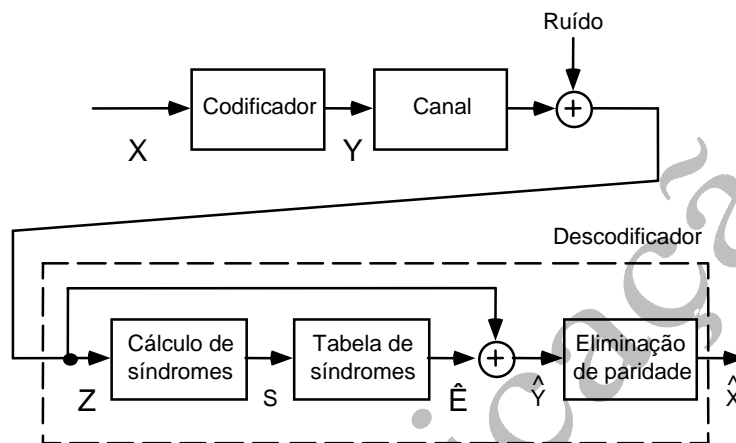 Ruído
Codificador
Canal
+
X
Y
Descodificador
Cálculo de
síndromes
Tabela de
síndromes
+
Eliminação
de paridade
Z
S
Ê
Ŷ
X̂